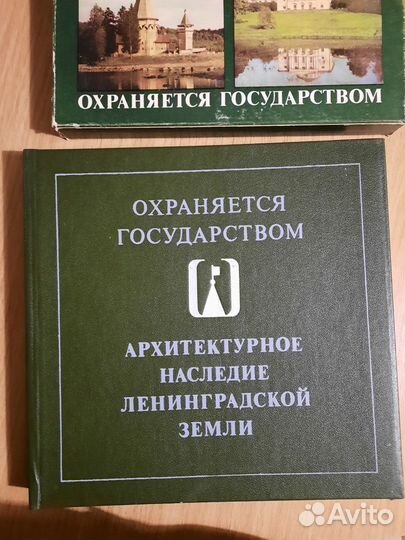 ОХРАНЯЕТСЯ ГОСУДАРСТВОМ
ОХРАНЯЕТСЯ
ГОСУДАРСТВОМ
АРХИТЕКТУРНОЕ
НАСЛЕДИЕ
ЛЕНИНГРАДСКОЙ
ЗЕМЛИ
Avito